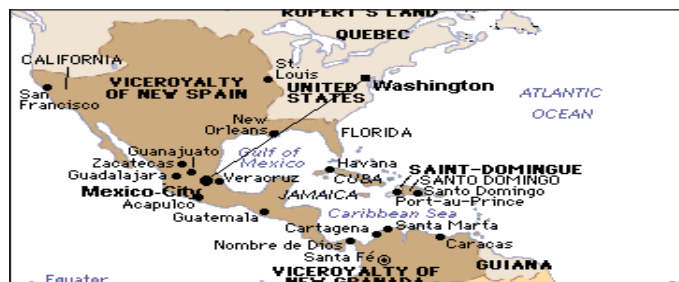 RUPERT'S LAND
QUEBEC
CALIFORNIA
St.
Louis
VICEROYALTY
OF NEW SPAIN
UNITED
STATES
Washington
ATLANTIC
OCEAN
San
Francisco
New
Orleans
FLORIDA
Guanajuato
Gulf of
Mexico
Zacatecas
Havana
SAINT-DOMINGUE
Guadalajara
Veracruz
CUBA
SANTO DOMINGO
Mexico-City
JAMAICA
Santo Domingo
Acapulco
Port-au-Prince
Guatemala
Caribbean Sea
Cartagena
Santa Marta
Nombre de Dios
Caracas
Santa Fé
GUIANA
VICEROYALTY OF
NEW GRANADA
Equator